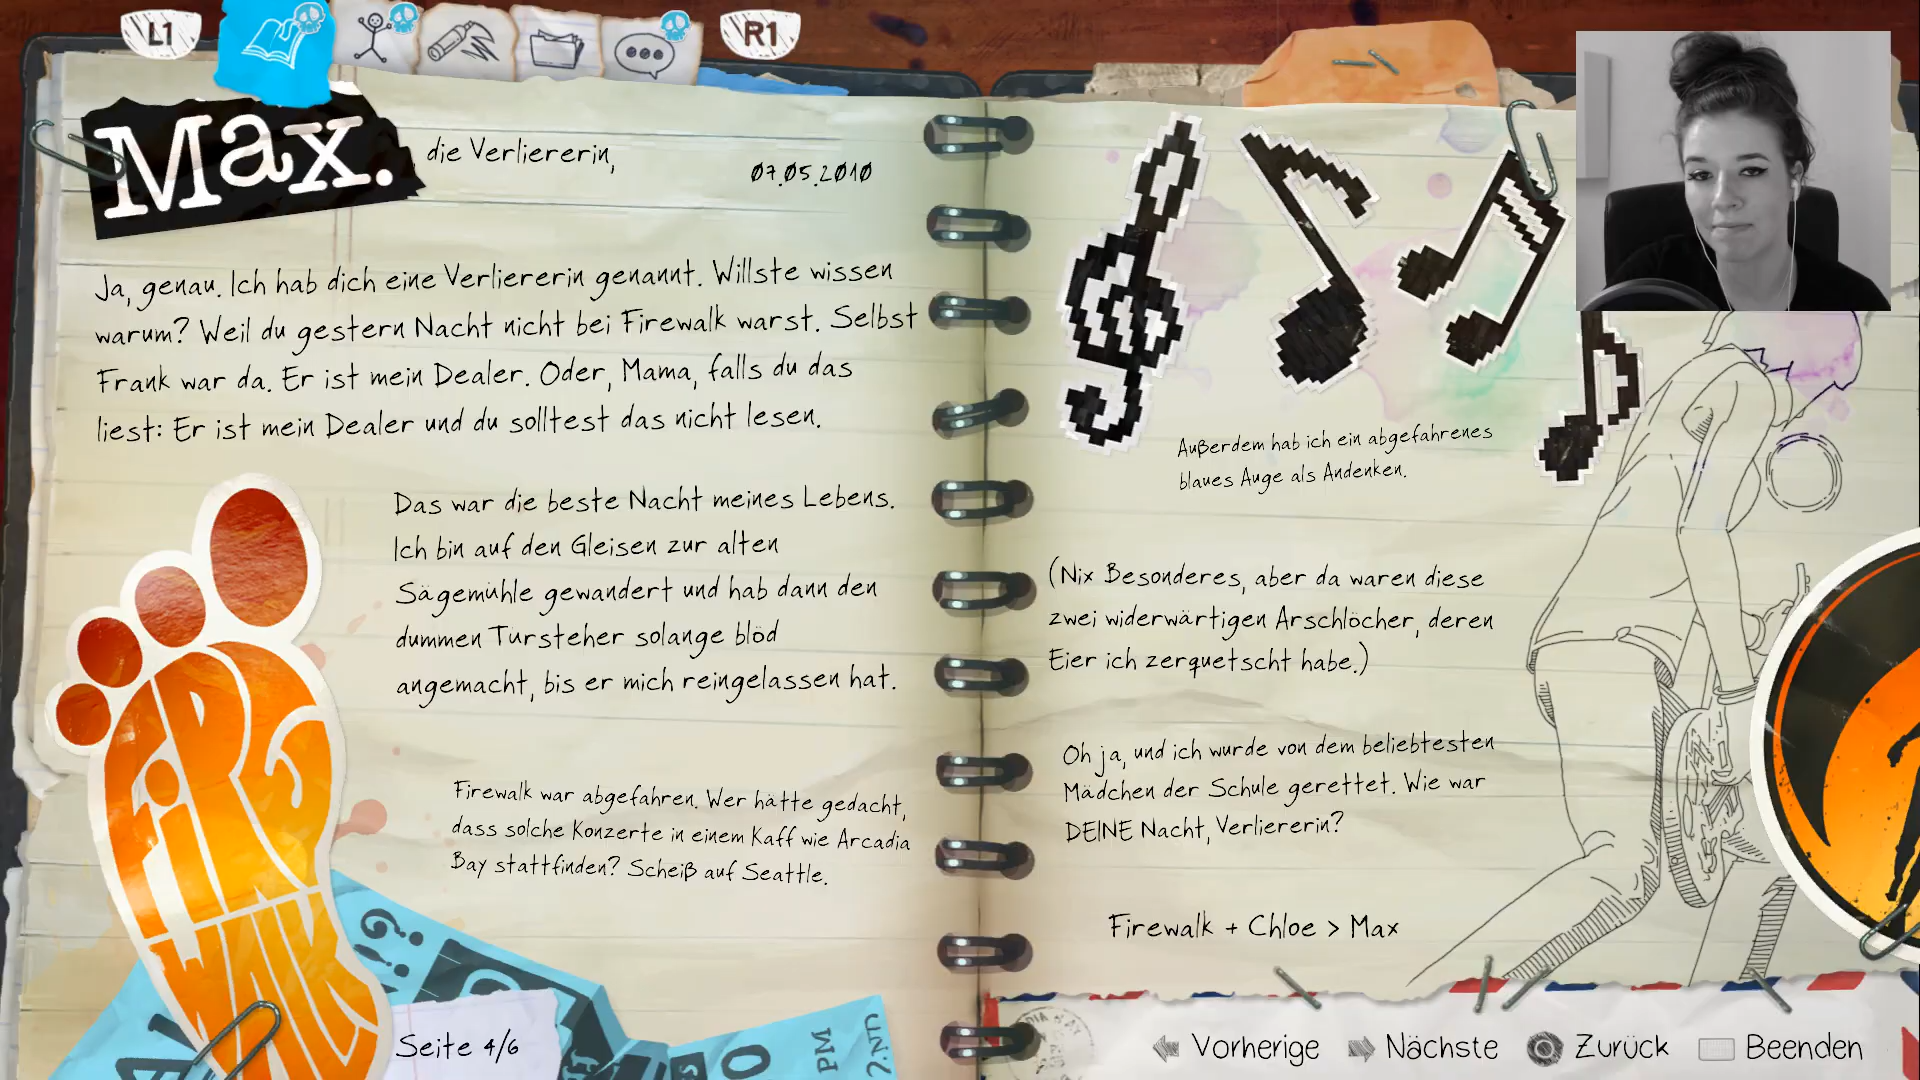 L1
R1
Max.
, die Verliererin,
07.05.2010
Ja, genau. Ich hab dich eine Verliererin genannt. Willste wissen
warum? Weil du gestern Nacht nicht bei Firewalk warst. Selbst
Frank war da. Er ist mein Dealer. Oder, Mama, falls du das
liest: Er ist mein Dealer und du solltest das nicht lesen.
Das war die beste Nacht meines Lebens.
Ich bin auf den Gleisen zur alten
Sägemühle gewandert und hab dann den
dummen Türsteher solange blöd
angemacht, bis er mich reingelassen hat.
FiRE
WALK
Firewalk war abgefahren. Wer hätte gedacht,
dass solche Konzerte in einem Kaff wie Arcadia
Bay stattfinden? Scheiß auf Seattle.
PM
Seite 4/6
Außerdem hab ich ein abgefahrenes
blaues Auge als Andenken.
(Nix Besonderes, aber da waren diese
zwei widerwärtigen Arschlöcher, deren
Eier ich zerquetscht habe.)
Oh ja, und ich wurde von dem beliebtesten
Mädchen der Schule gerettet. Wie war
DEINE Nacht, Verliererin?
Firewalk + Chloe > Max
Vorherige
Nächste
Zurück
Beenden